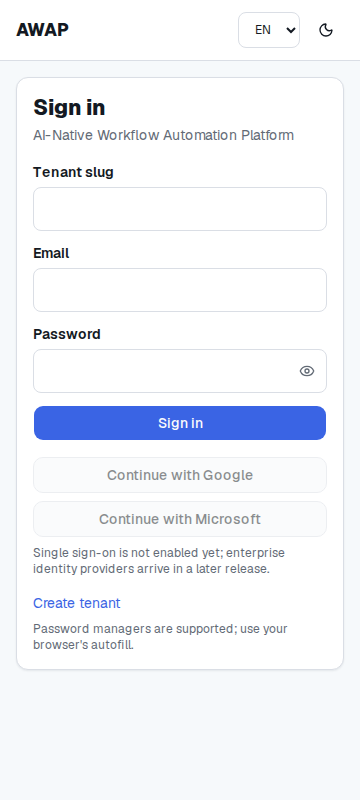 AWAP
EN
Sign in
AI-Native Workflow Automation Platform
Tenant slug
Email
Password
Sign in
Continue with Google
Continue with Microsoft
Single sign-on is not enabled yet; enterprise
identity providers arrive in a later release.
Create tenant
Password managers are supported; use your
browser's autofill.